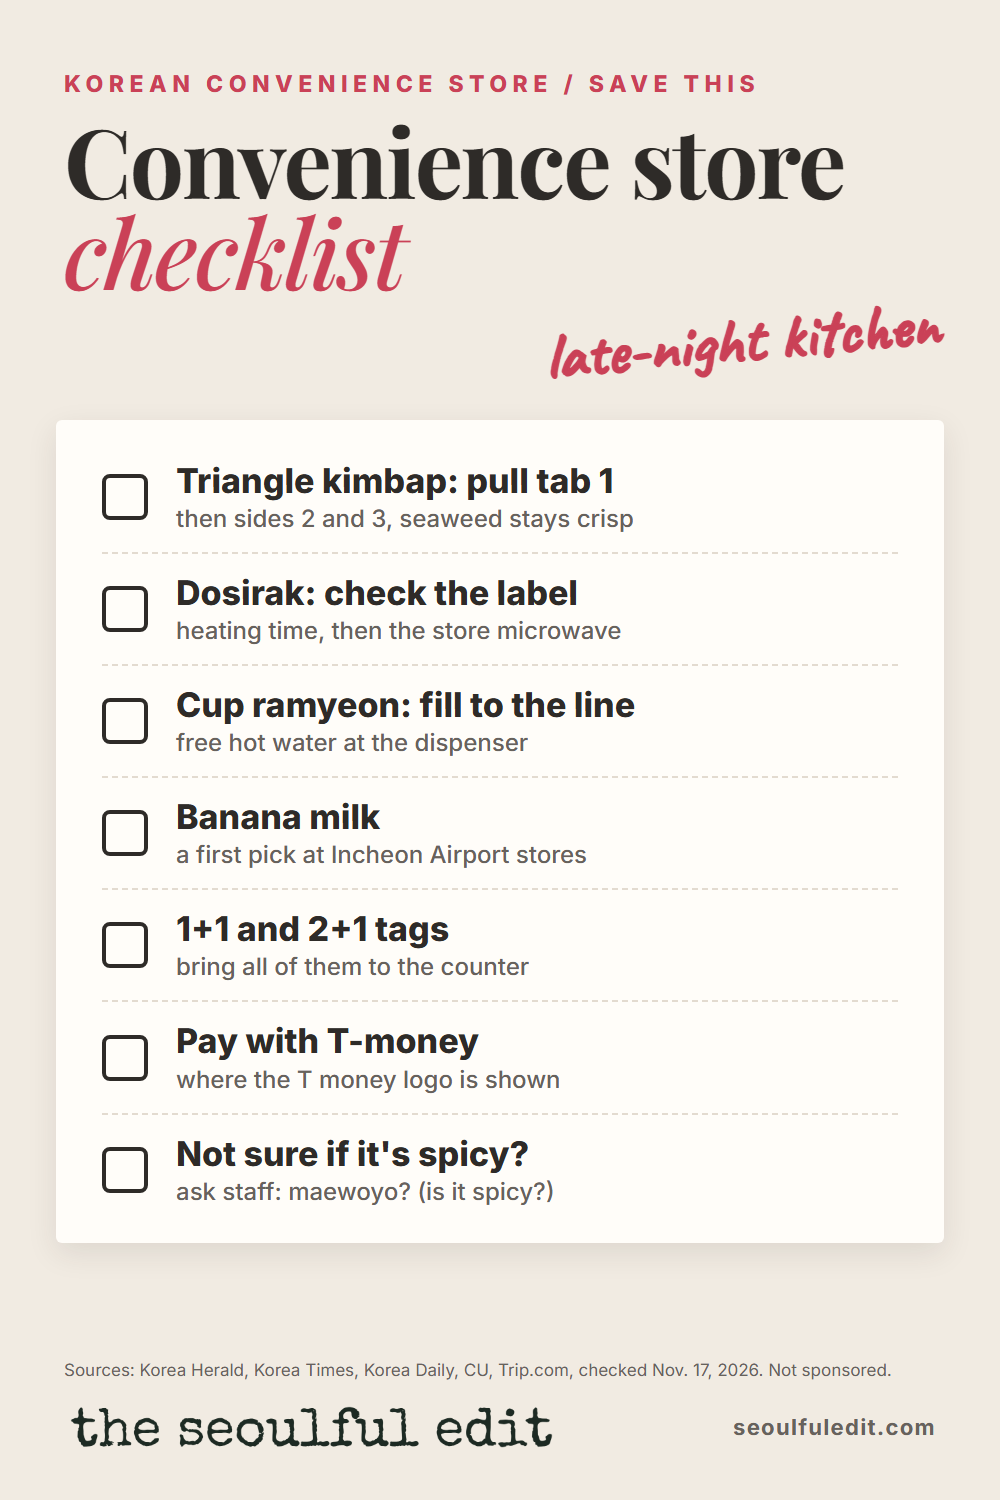 KOREAN CONVENIENCE STORE / SAVE THIS
Convenience store
checklist
late-night kitchen
Triangle kimbap: pull tab 1
then sides 2 and 3, seaweed stays crisp
Dosirak: check the label
heating time, then the store microwave
Cup ramyeon: fill to the line
free hot water at the dispenser
Banana milk
a first pick at Incheon Airport stores
1+1 and 2+1 tags
bring all of them to the counter
Pay with T-money
where the T money logo is shown
Not sure if it's spicy?
ask staff: maewoyo? (is it spicy?)
Sources: Korea Herald, Korea Times, Korea Daily, CU, Trip.com, checked Nov. 17, 2026. Not sponsored.
the seoulful edit
seoulfuledit.com